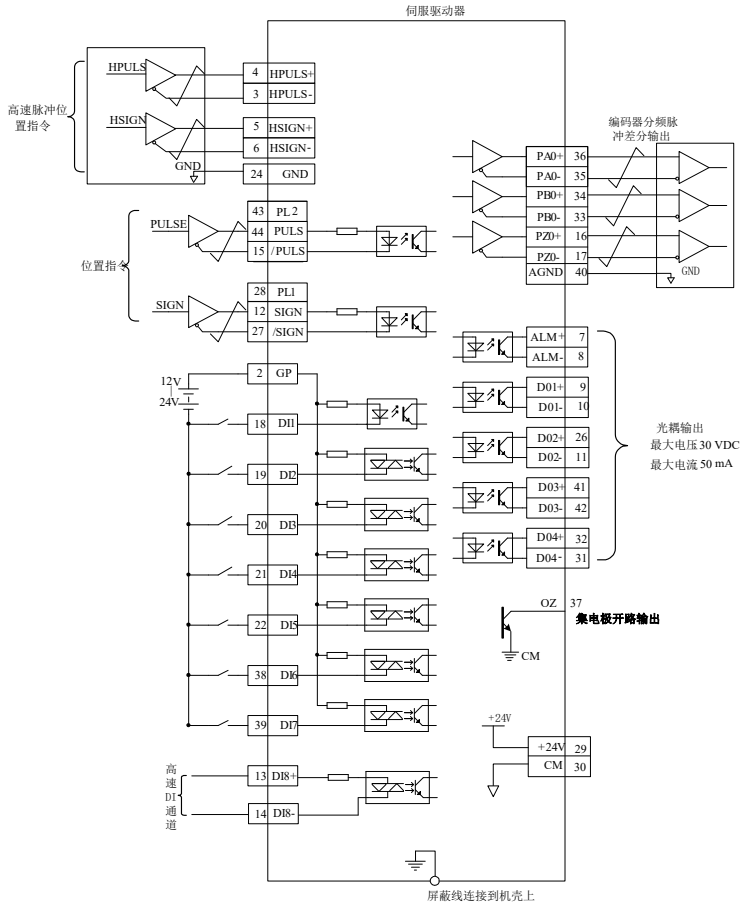 伺服驱动器
高速脉冲位
置指令
HPULS
HSIGN
GND
4 HPULS+
3 HPULS-
5 HSIGN+
6 HSIGN-
24 GND
位置指令
PULSE
SIGN
43 PL2
44 PULS
15 /PULS
28 PL1
12 SIGN
27 /SIGN
12V
24V
2 GP
18 DI1
19 DI2
20 DI3
21 DI4
22 DI5
38 DI6
39 DI7
高
速
DI
通
道
13 DI8+
14 DI8-
编码器分频脉
冲差分输出
PA0+ 36
PA0- 35
PB0+ 34
PB0- 33
PZ0+ 16
PZ0- 17
AGND 40
GND
ALM+ 7
ALM- 8
D01+ 9
D01- 10
D02+ 26
D02- 11
D03+ 41
D03- 42
D04+ 32
D04- 31
光耦输出
最大电压30 VDC
最大电流50 mA
OZ 37
集电极开路输出
CM
+24V
+24V 29
CM 30
屏蔽线连接到机壳上